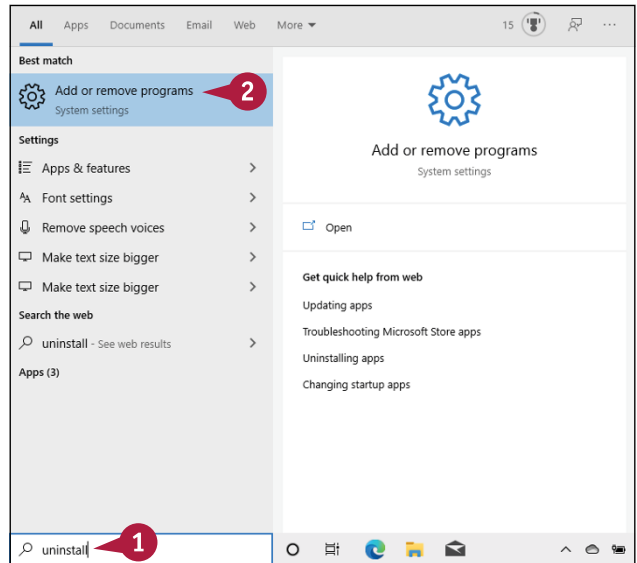 All Apps Documents Email Web More 15 ...
Best match
Add or remove programs
System settings
2
Settings
Apps & features
Font settings
Remove speech voices
Make text size bigger
Make text size bigger
Search the web
uninstall - See web results
Apps (3)
Add or remove programs
System settings
Open
Get quick help from web
Updating apps
Troubleshooting Microsoft Store apps
Uninstalling apps
Changing startup apps
uninstall
1